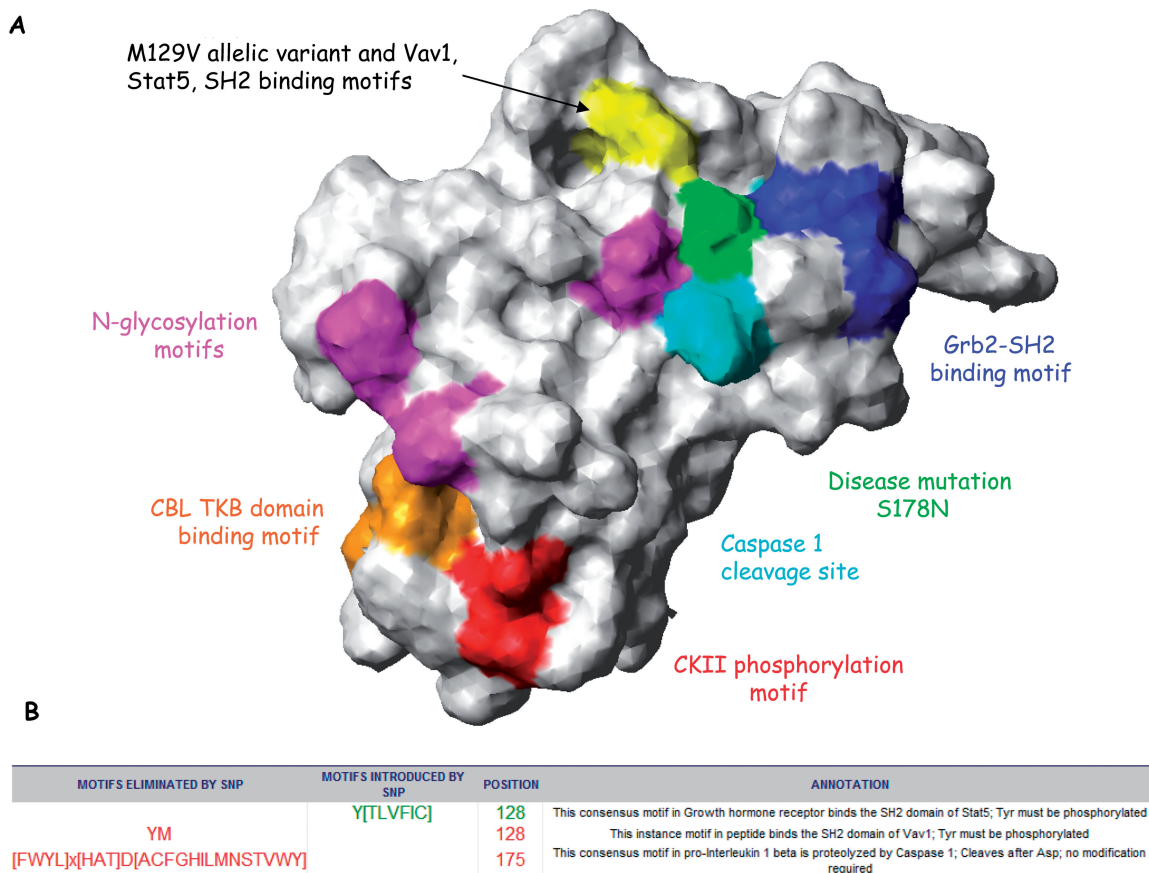 A
M129V allelic variant and Vav1,
Stat5, SH2 binding motifs
N-glycosylation
motifs
Grb2-SH2
binding motif
Disease mutation
S178N
CBL TKB domain
binding motif
Caspase 1
cleavage site
CKII phosphorylation
motif
B
MOTIFS ELIMINATED BY SNP
MOTIFS INTRODUCED BY
SNP
POSITION
ANNOTATION
Y[TLVFIC]
128
This consensus motif in Growth hormone receptor binds the SH2 domain of Stat5; Tyr must be phosphorylated
YM
128
This instance motif in peptide binds the SH2 domain of Vav1; Tyr must be phosphorylated
[FWYL]x[HAT]D[ACFGHILMNSTVWY]
175
This consensus motif in pro-Interleukin 1 beta is proteolyzed by Caspase 1; Cleaves after Asp; no modification
required